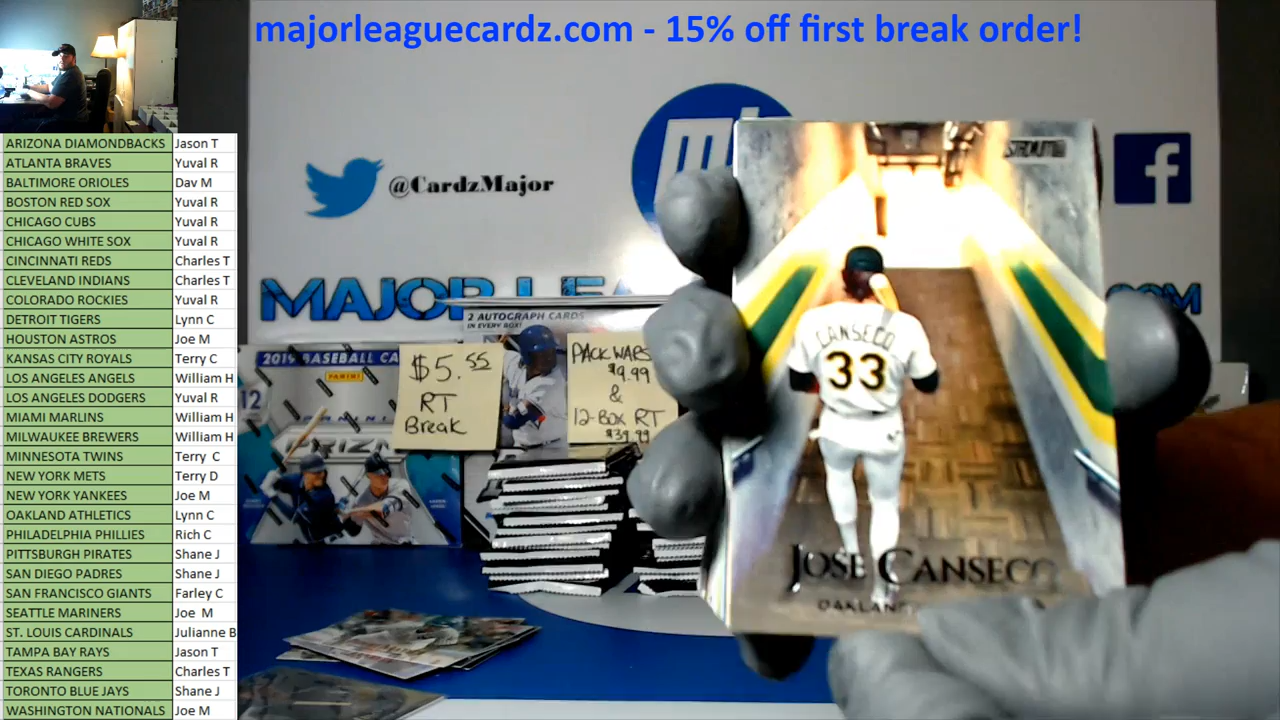 majorleaguecardz.com - 15% off first break order!
@CardzMajor
ARIZONA DIAMONDBACKS Jason T
ATLANTA BRAVES Yuval R
BALTIMORE ORIOLES Dav M
BOSTON RED SOX Yuval R
CHICAGO CUBS Yuval R
CHICAGO WHITE SOX Yuval R
CINCINNATI REDS Charles T
CLEVELAND INDIANS Charles T
COLORADO ROCKIES Yuval R
DETROIT TIGERS Lynn C
HOUSTON ASTROS Joe M
KANSAS CITY ROYALS Terry C
LOS ANGELES ANGELS William H
LOS ANGELES DODGERS Yuval R
MIAMI MARLINS William H
MILWAUKEE BREWERS William H
MINNESOTA TWINS Terry C
NEW YORK METS Terry D
NEW YORK YANKEES Joe M
OAKLAND ATHLETICS Lynn C
PHILADELPHIA PHILLIES Rich C
PITTSBURGH PIRATES Shane J
SAN DIEGO PADRES Shane J
SAN FRANCISCO GIANTS Farley C
SEATTLE MARINERS Joe M
ST. LOUIS CARDINALS Julianne B
TAMPA BAY RAYS Jason T
TEXAS RANGERS Charles T
TORONTO BLUE JAYS Shane J
WASHINGTON NATIONALS Joe M
MAJOR LEA
.COM
2 AUTOGRAPH CARDS
IN EVERY BOX!
2019 BASEBALL CA
PANINI
12
$5.55
RT
Break
PACK WARS
$9.99
&
12-BOX RT
$39.99
CANSECO
33
JOSE CANSECO
OAKLAN